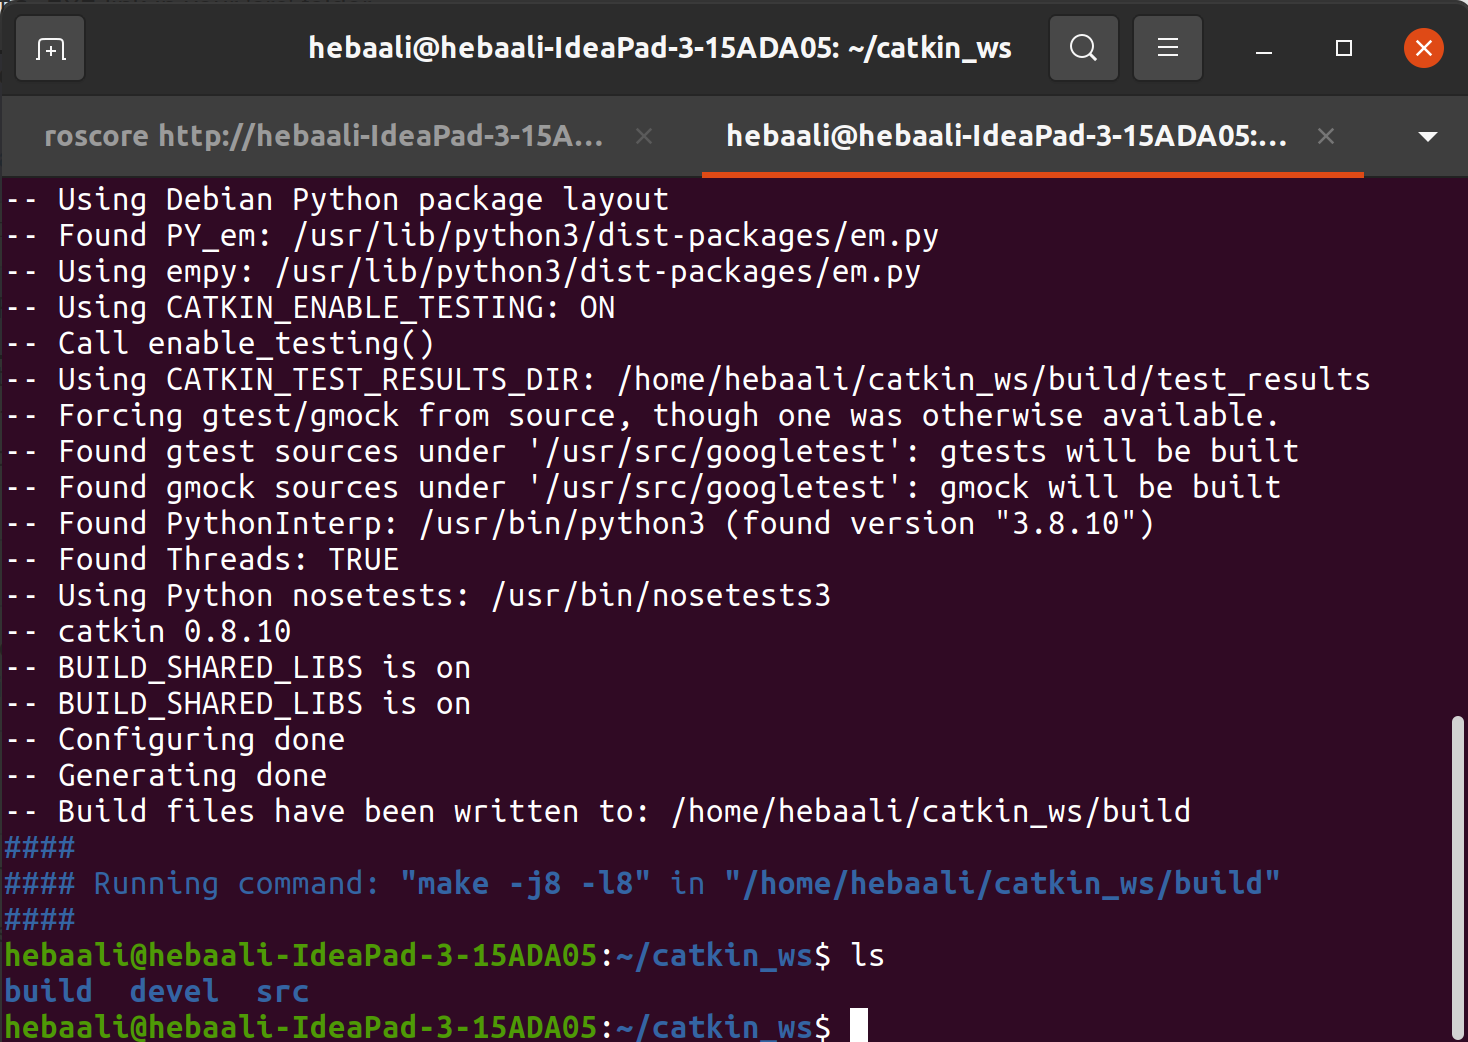 hebaali@hebaali-IdeaPad-3-15ADA05: ~/catkin_ws
roscore http://hebaali-IdeaPad-3-15A...
hebaali@hebaali-IdeaPad-3-15ADA05:...
-- Using Debian Python package layout
-- Found PY_em: /usr/lib/python3/dist-packages/em.py
-- Using empy: /usr/lib/python3/dist-packages/em.py
-- Using CATKIN_ENABLE_TESTING: ON
-- Call enable_testing()
-- Using CATKIN_TEST_RESULTS_DIR: /home/hebaali/catkin_ws/build/test_results
-- Forcing gtest/gmock from source, though one was otherwise available.
-- Found gtest sources under '/usr/src/googletest': gtests will be built
-- Found gmock sources under '/usr/src/googletest': gmock will be built
-- Found PythonInterp: /usr/bin/python3 (found version "3.8.10")
-- Found Threads: TRUE
-- Using Python nosetests: /usr/bin/nosetests3
-- catkin 0.8.10
-- BUILD_SHARED_LIBS is on
-- BUILD_SHARED_LIBS is on
-- Configuring done
-- Generating done
-- Build files have been written to: /home/hebaali/catkin_ws/build
####
#### Running command: "make -j8 -l8" in "/home/hebaali/catkin_ws/build"
####
hebaali@hebaali-IdeaPad-3-15ADA05:~/catkin_ws$ ls
build  devel  src
hebaali@hebaali-IdeaPad-3-15ADA05:~/catkin_ws$